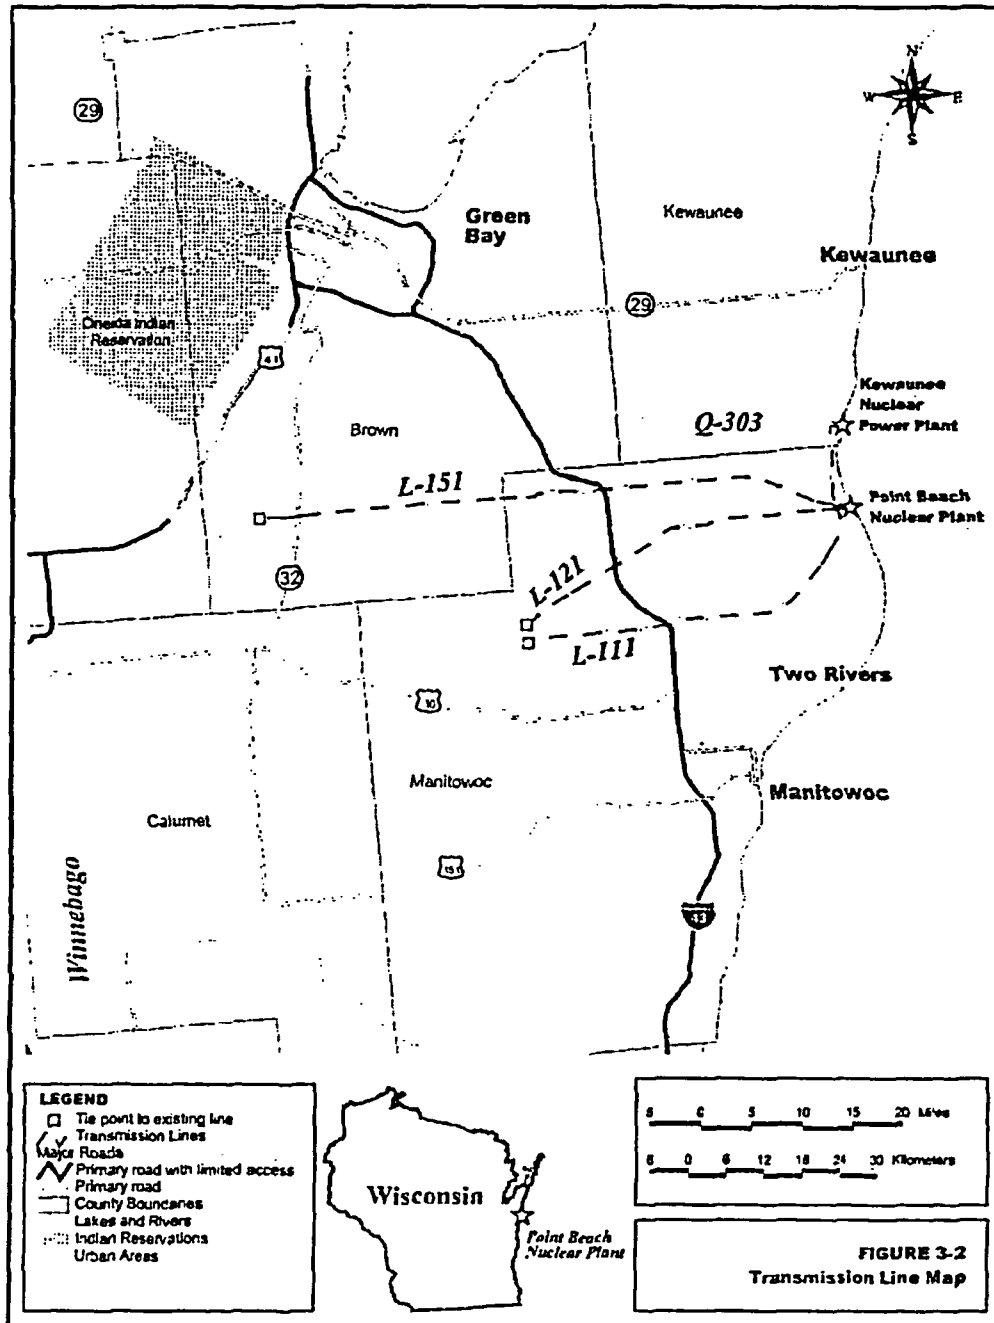 N
W E
S
29
Green
Bay
Kewaunee
Kewaunee
29
Oneida Indian
Reservation
41
Kewaunee
Nuclear
Power Plant
Brown
Q-303
L-151
Point Beach
Nuclear Plant
32
L-121
L-111
Two Rivers
10
Manitowoc
Manitowoc
Calumet
151
Winnebago
43
LEGEND
Tie point to existing line
Transmission Lines
Major Roads
Primary road with limited access
Primary road
County Boundaries
Lakes and Rivers
Indian Reservations
Urban Areas
Wisconsin
Point Beach
Nuclear Plant
5 0 5 10 15 20 Miles
6 0 6 12 18 24 30 Kilometers
FIGURE 3-2
Transmission Line Map